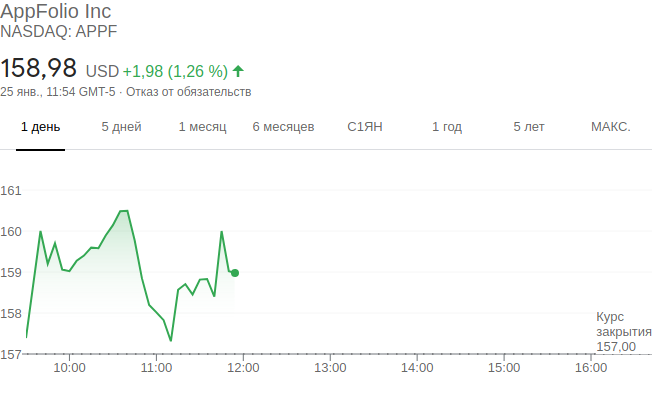 AppFolio Inc
NASDAQ: APPF
158,98 USD +1,98 (1,26 %)
25 янв., 11:54 GMT-5 · Отказ от обязательств
1 день 5 дней 1 месяц 6 месяцев С1ЯН 1 год 5 лет МАКС.
161
160
159
158
157
Курс
закрытия
157,00
10:00 11:00 12:00 13:00 14:00 15:00 16:00